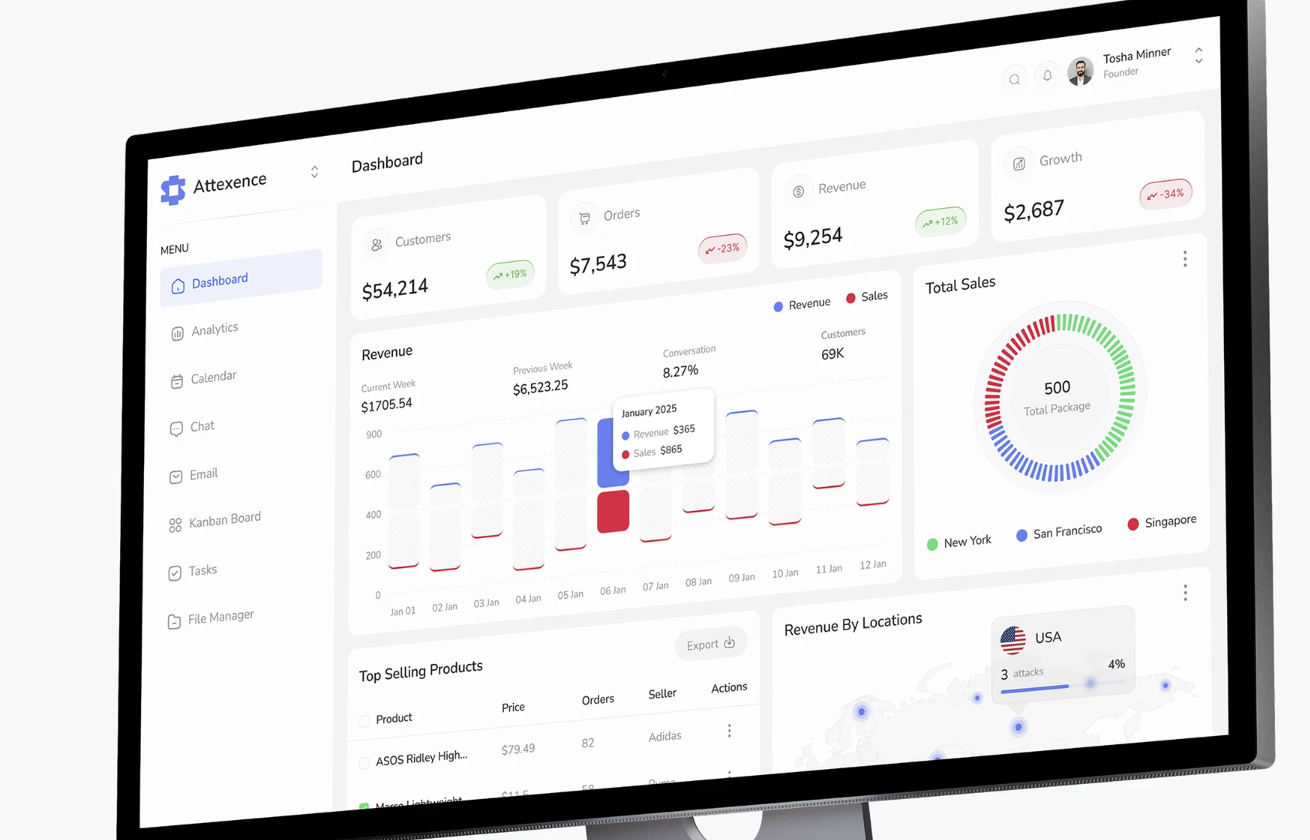 Tosha Minner
Founder
Attexence
Dashboard
MENU
Dashboard
Analytics
Calendar
Chat
Email
Kanban Board
Tasks
File Manager
Customers
$54,214
+19%
Orders
$7,543
-23%
Revenue
$9,254
+12%
Growth
$2,687
-34%
Revenue
Revenue
Sales
Current Week
$1705.54
Previous Week
$6,523.25
Conversation
8.27%
Customers
69K
900
600
400
200
0
January 2025
Revenue $365
Sales $865
Jan 01 02 Jan 03 Jan 04 Jan 05 Jan 06 Jan 07 Jan 08 Jan 09 Jan 10 Jan 11 Jan 12 Jan
Total Sales
500
Total Package
New York San Francisco Singapore
Top Selling Products
Export
Product Price Orders Seller Actions
ASOS Ridley High... $79.49 82 Adidas
Marco Lightweight
Revenue By Locations
USA
3 attacks 4%